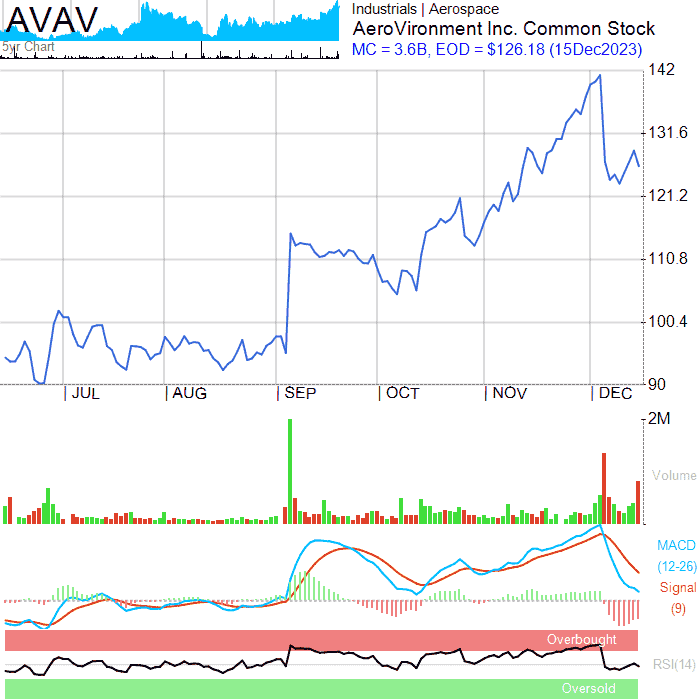 AVAV
5yr Chart
Industrials | Aerospace
AeroVironment Inc. Common Stock
MC = 3.6B, EOD = $126.18 (15Dec2023)
142
131.6
121.2
110.8
100.4
90
JUL
AUG
SEP
OCT
NOV
DEC
2M
Volume
MACD
(12-26)
Signal
(9)
Overbought
RSI(14)
Oversold